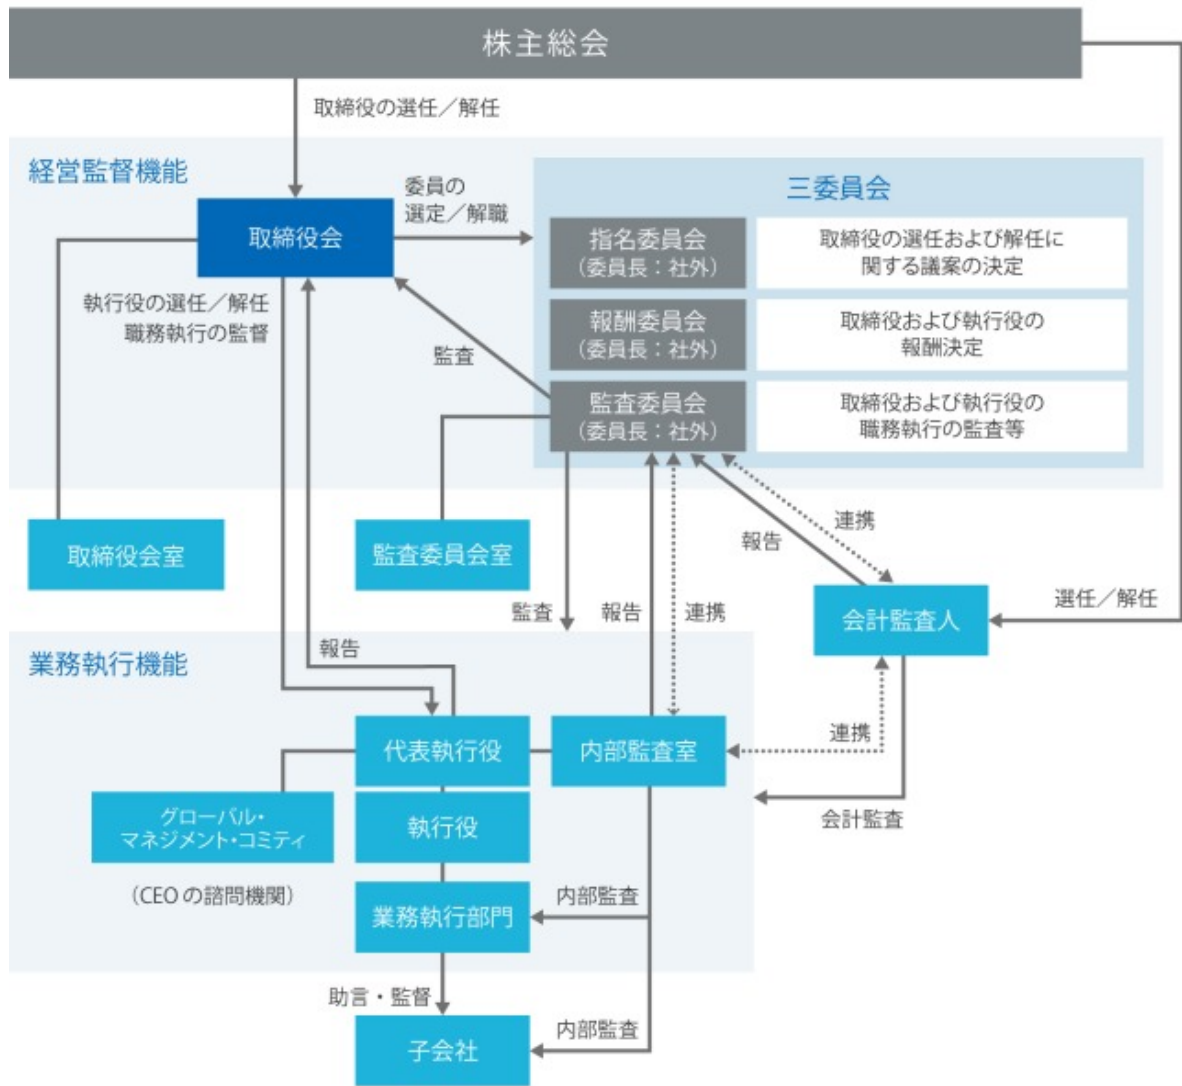 株主総会
取締役の選任／解任
経営監督機能
取締役会
委員の
選定／解職
三委員会
指名委員会
（委員長：社外）
取締役の選任および解任に
関する議案の決定
報酬委員会
（委員長：社外）
取締役および執行役の
報酬決定
監査委員会
（委員長：社外）
取締役および執行役の
職務執行の監査等
執行役の選任／解任
職務執行の監督
監査
取締役会室
監査委員会室
監査
報告
連携
報告
連携
会計監査人
選任／解任
業務執行機能
報告
代表執行役
内部監査室
連携
会計監査
グローバル・
マネジメント・コミティ
（CEOの諮問機関）
執行役
業務執行部門
内部監査
助言・監督
子会社
内部監査